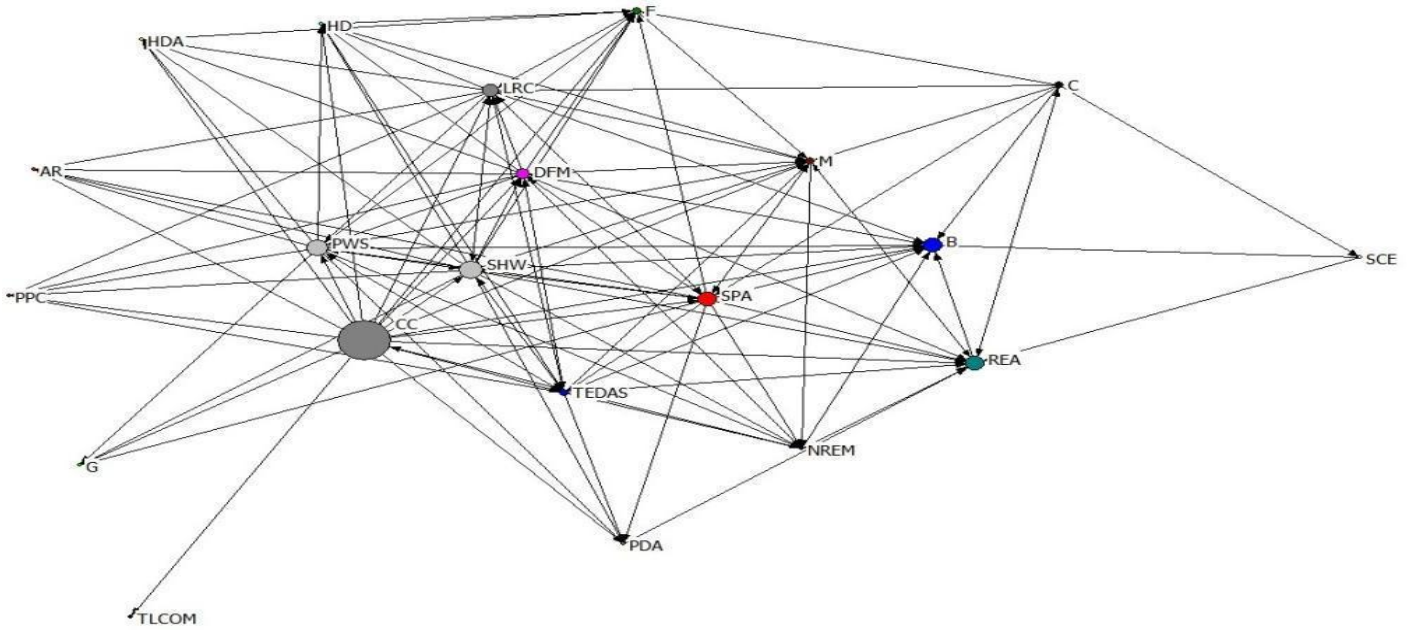 F
HD
HDA
C
LRC
M
AR
DFM
B
PWS
SCE
SHW
SPA
PPC
CC
REA
TEDAS
NREM
G
PDA
TLCOM